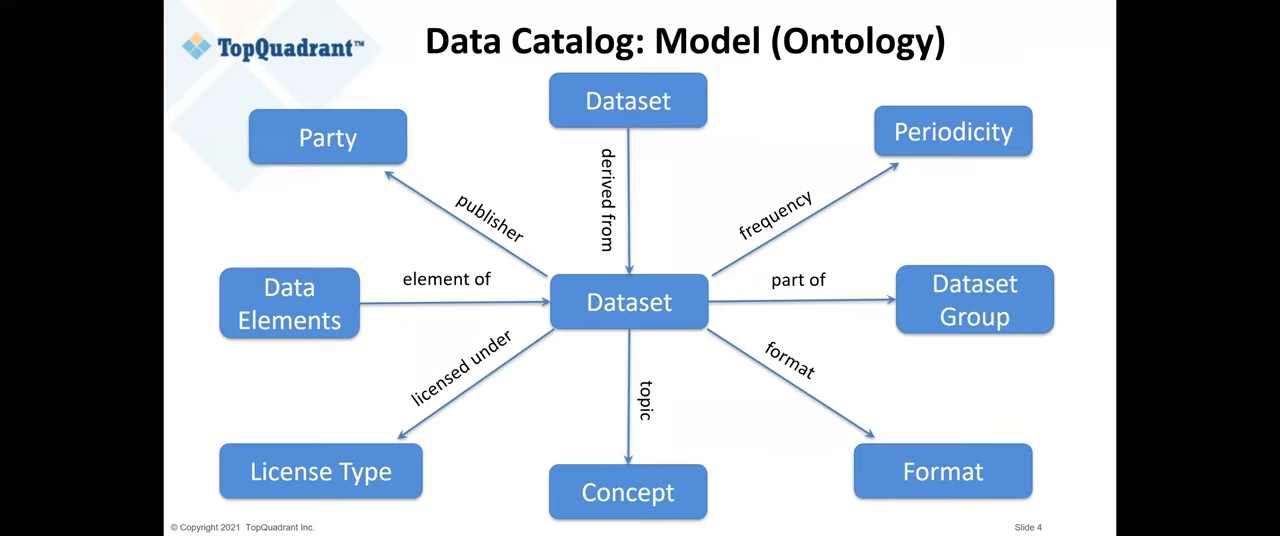 TopQuadrant™
Data Catalog: Model (Ontology)
Dataset
Party
Periodicity
derived from
publisher
frequency
element of
part of
Data
Elements
Dataset
Dataset
Group
licensed under
topic
format
License Type
Concept
Format
© Copyright 2021 TopQuadrant Inc.
Slide 4